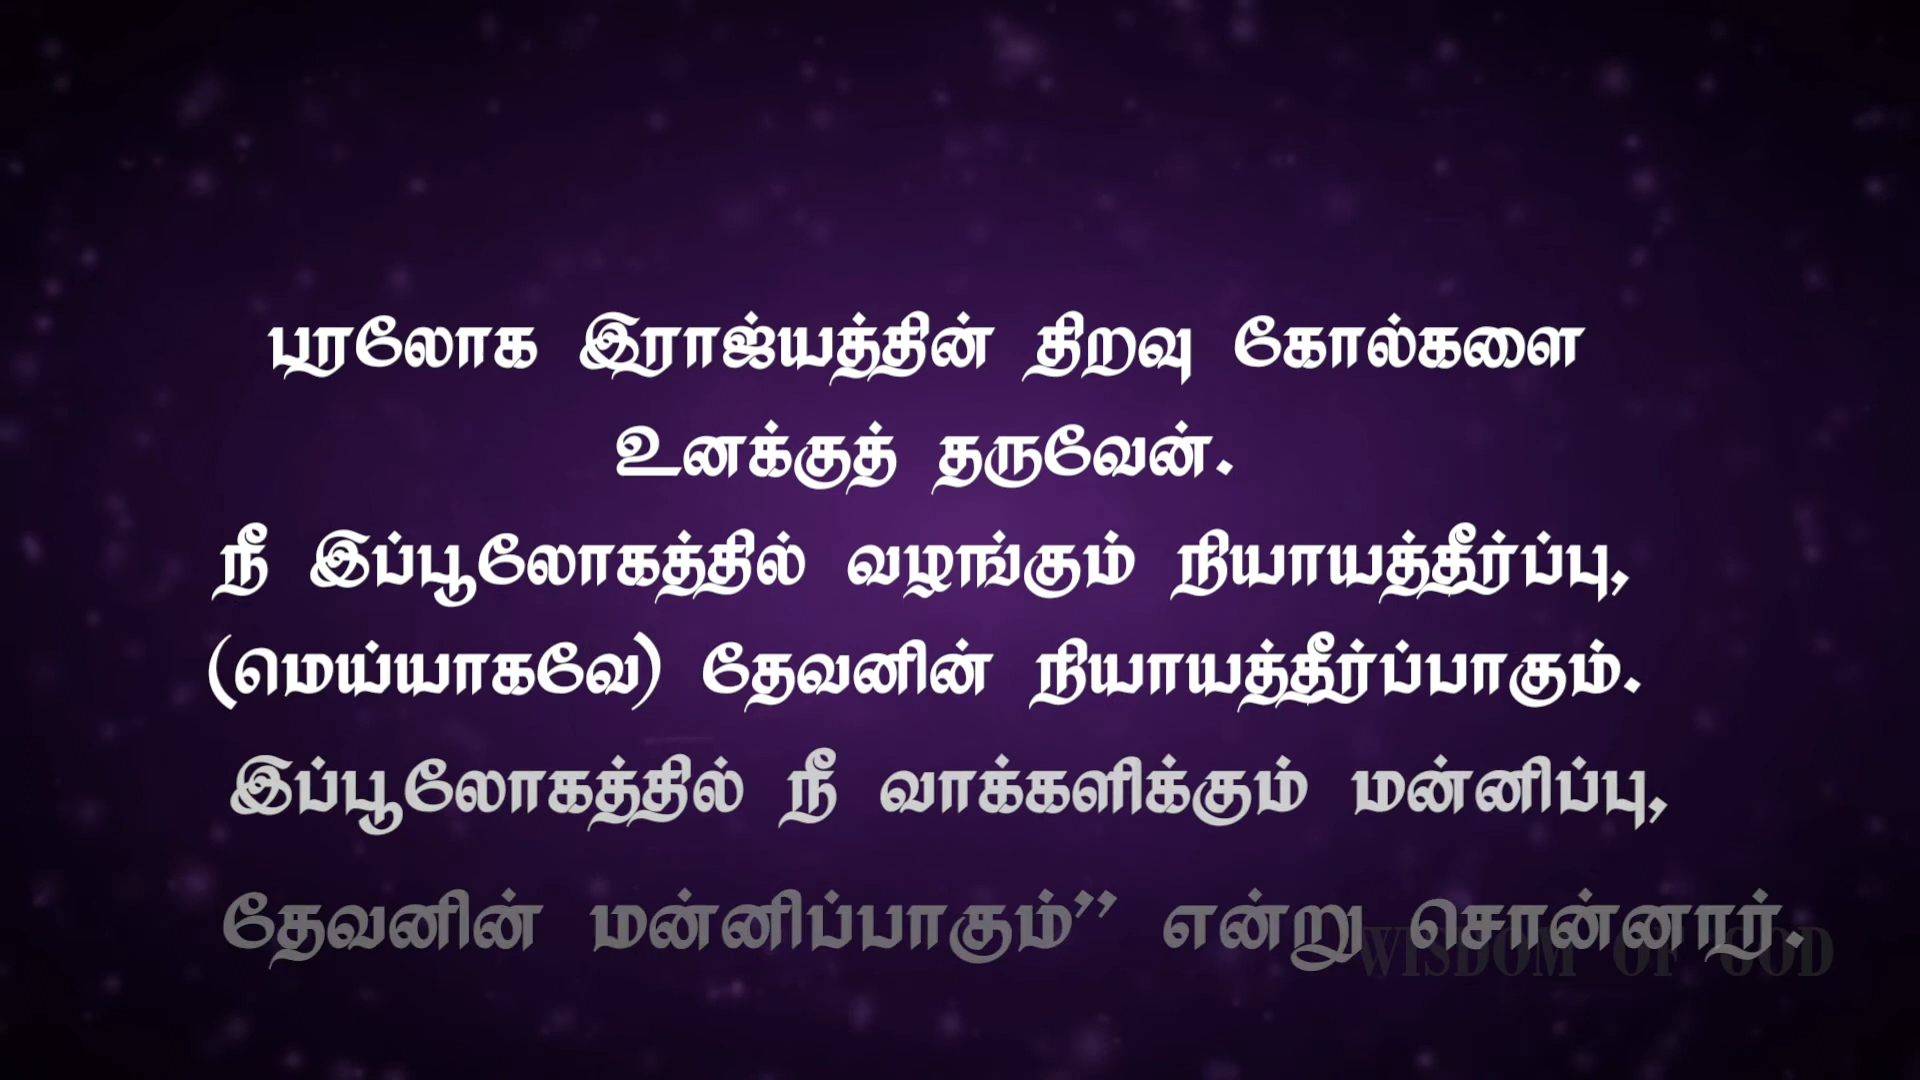 பரலோக இராஜ்யத்தின் திறவு கோல்களை
உனக்குத் தருவேன்.
நீ இப்பூலோகத்தில் வழங்கும் நியாயத்தீர்ப்பு,
(மெய்யாகவே) தேவனின் நியாயத்தீர்ப்பாகும்.
இப்பூலோகத்தில் நீ வாக்களிக்கும் மன்னிப்பு,
தேவனின் மன்னிப்பாகும்” என்று சொன்னார்.
WISDOM OF GOD